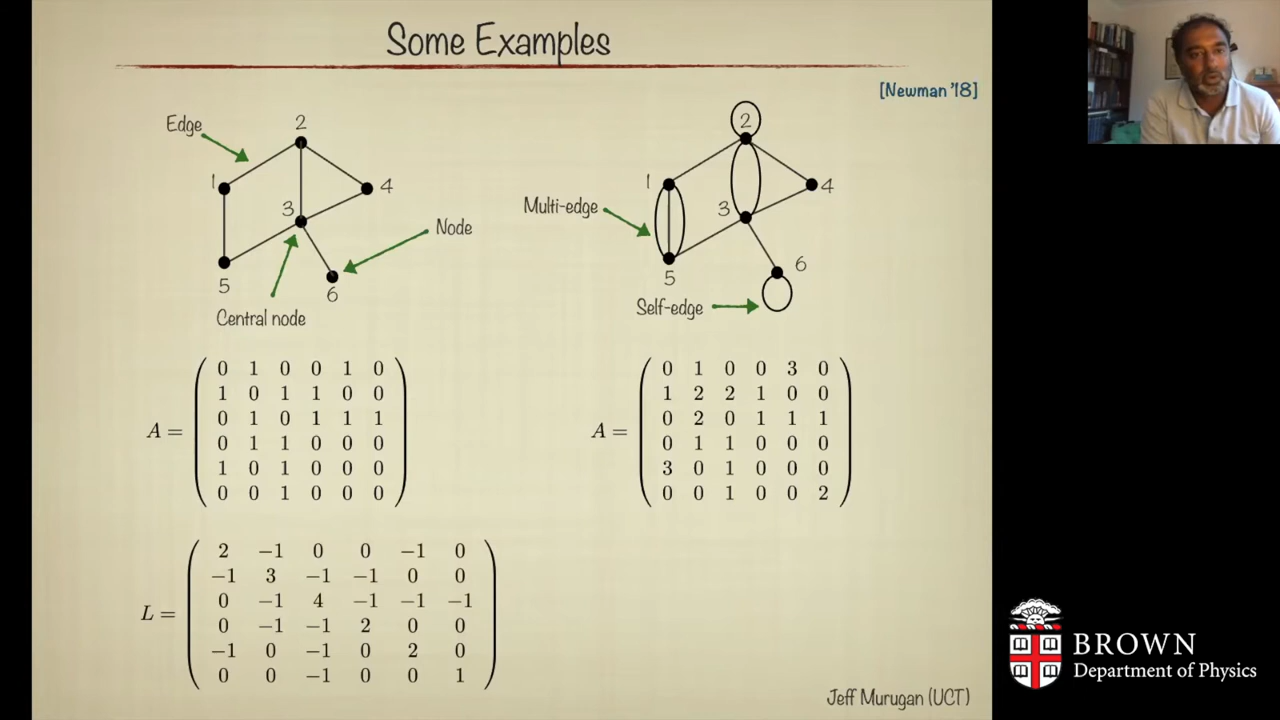 Some Examples
[Newman '18]
Edge
2
1
4
3
Node
5
6
Central node
2
1
4
Multi-edge
3
5
6
Self-edge
A =
0 1 0 0 1 0
1 0 1 1 0 0
0 1 0 1 1 1
0 1 1 0 0 0
1 0 1 0 0 0
0 0 1 0 0 0
A =
0 1 0 0 3 0
1 2 2 1 0 0
0 2 0 1 1 1
0 1 1 0 0 0
3 0 1 0 0 0
0 0 1 0 0 2
L =
2 −1 0 0 −1 0
−1 3 −1 −1 0 0
0 −1 4 −1 −1 −1
0 −1 −1 2 0 0
−1 0 −1 0 2 0
0 0 −1 0 0 1
Jeff Murugan (UCT)
BROWN
Department of Physics